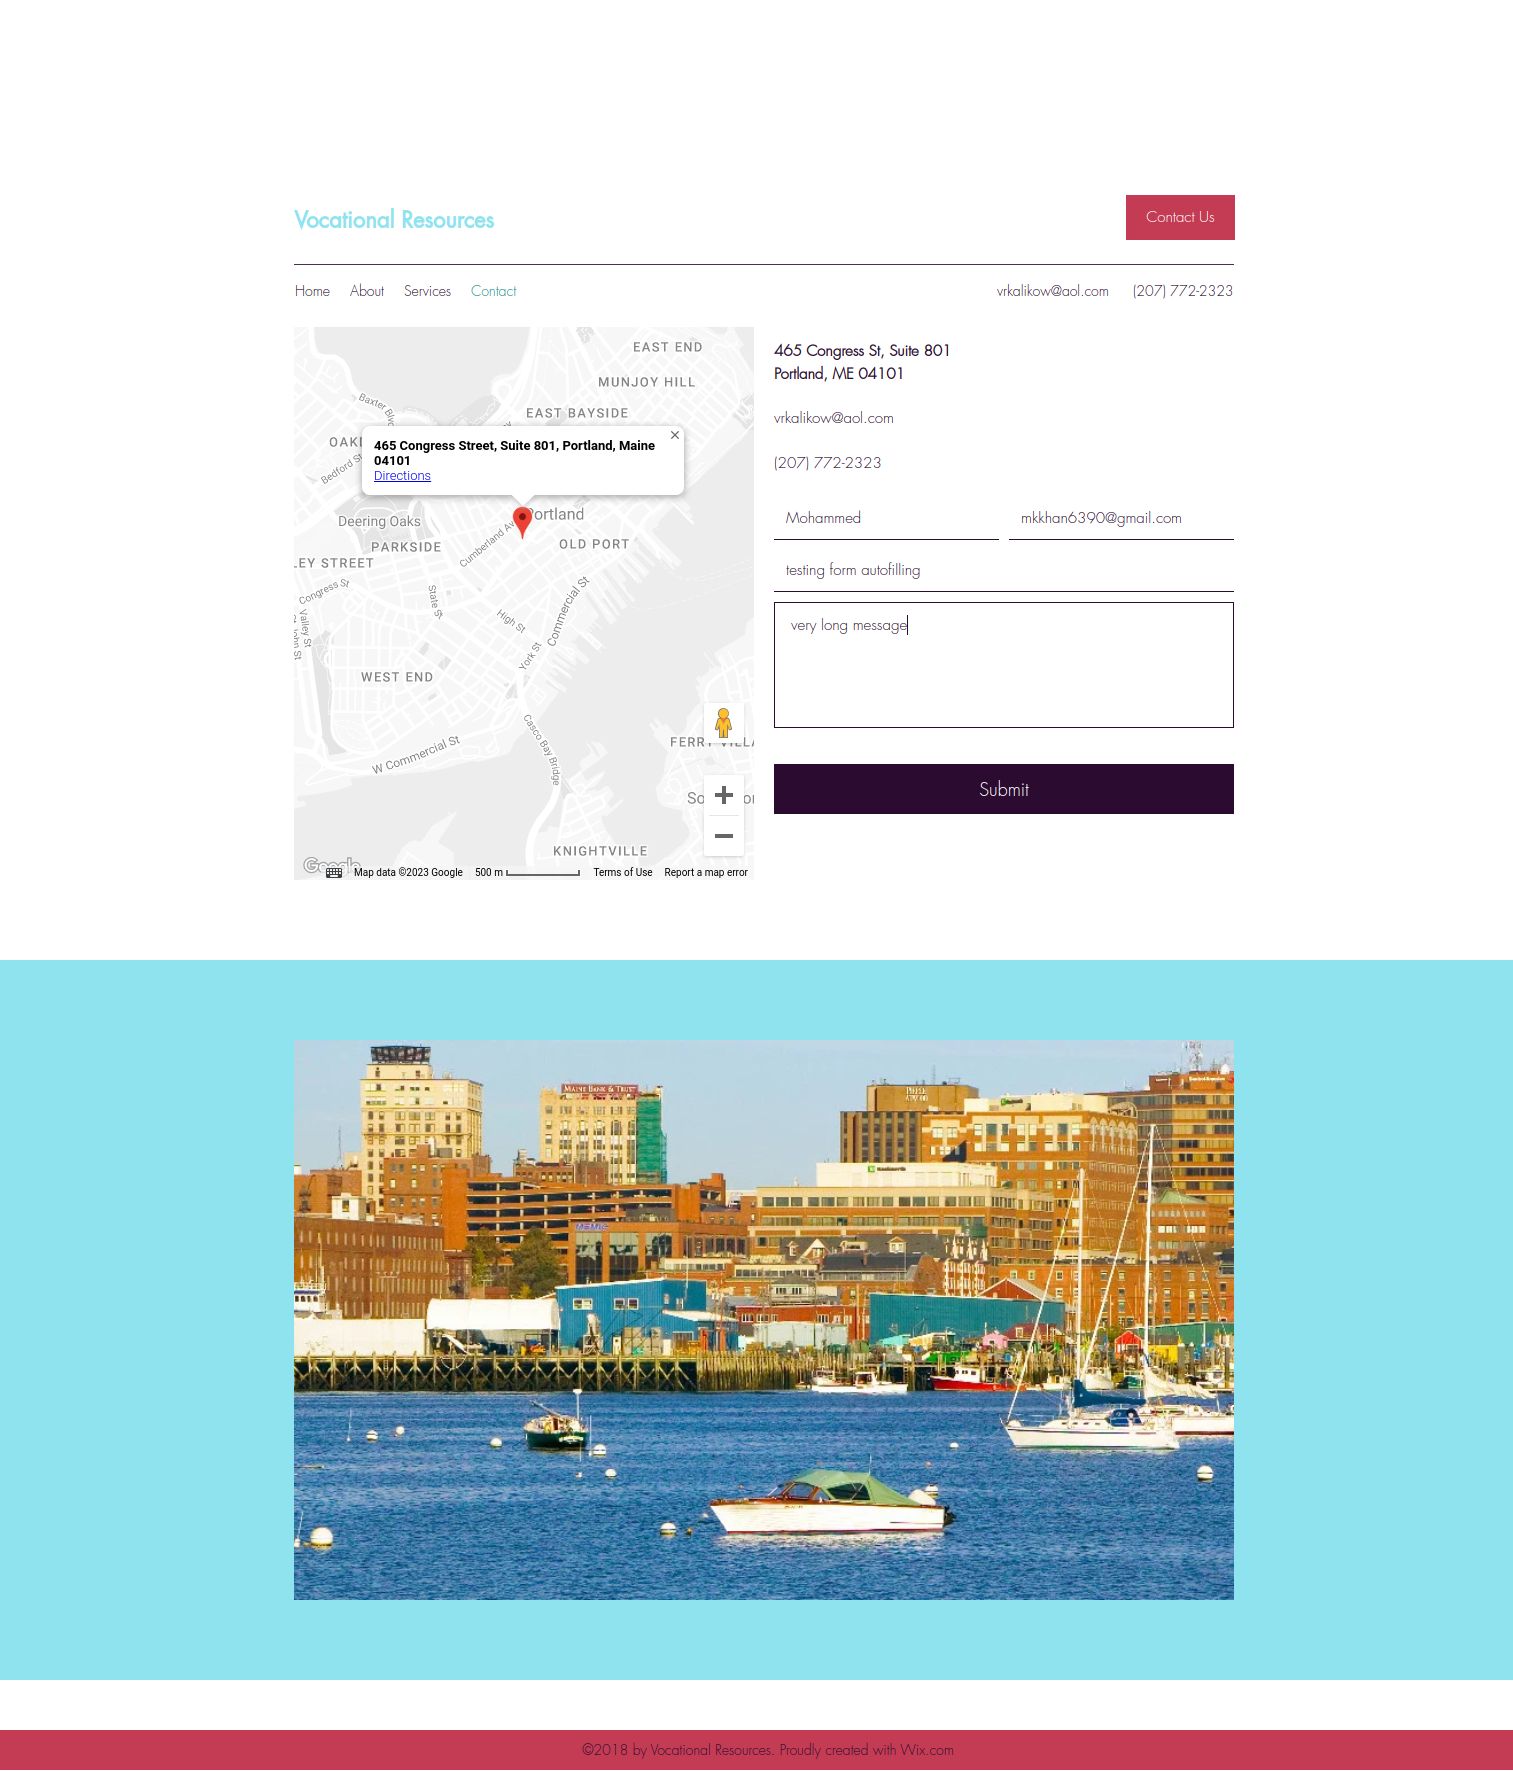 Vocational Resources
Contact Us
Home About Services Contact
vrkalikow@aol.com (207) 772-2323
EAST END
MUNJOY HILL
EAST BAYSIDE
Baxter Blvd
Bedford St
465 Congress Street, Suite 801, Portland, Maine
04101
Directions
Portland
Deering Oaks
Cumberland Av
PARKSIDE
OLD PORT
LEY STREET
Congress St
State St
Valley St
High St
Commercial St
York St
WEST END
Casco Bay Bridge
W Commercial St
KNIGHTVILLE
Google
Map data ©2023 Google 500 m Terms of Use Report a map error
465 Congress St, Suite 801
Portland, ME 04101
vrkalikow@aol.com
(207) 772-2323
Mohammed mkkhan6390@gmail.com
testing form autofilling
very long message
Submit
MAINE BANK & TRUST
MEMIC
©2018 by Vocational Resources. Proudly created with Wix.com